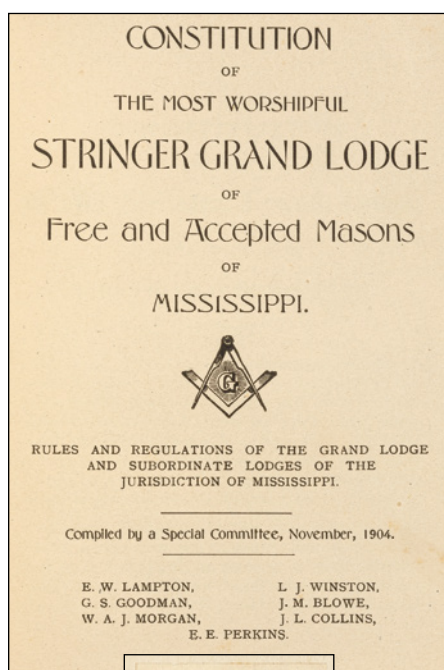 CONSTITUTION
OF
THE MOST WORSHIPFUL
STRINGER GRAND LODGE
OF
Free and Accepted Masons
OF
MISSISSIPPI.
G
RULES AND REGULATIONS OF THE GRAND LODGE
AND SUBORDINATE LODGES OF THE
JURISDICTION OF MISSISSIPPI.
Compiled by a Special Committee, November, 1904.
E. W. LAMPTON, L J. WINSTON,
G. S. GOODMAN, J. M. BLOWE,
W. A. J. MORGAN, J. L. COLLINS,
E. E. PERKINS.